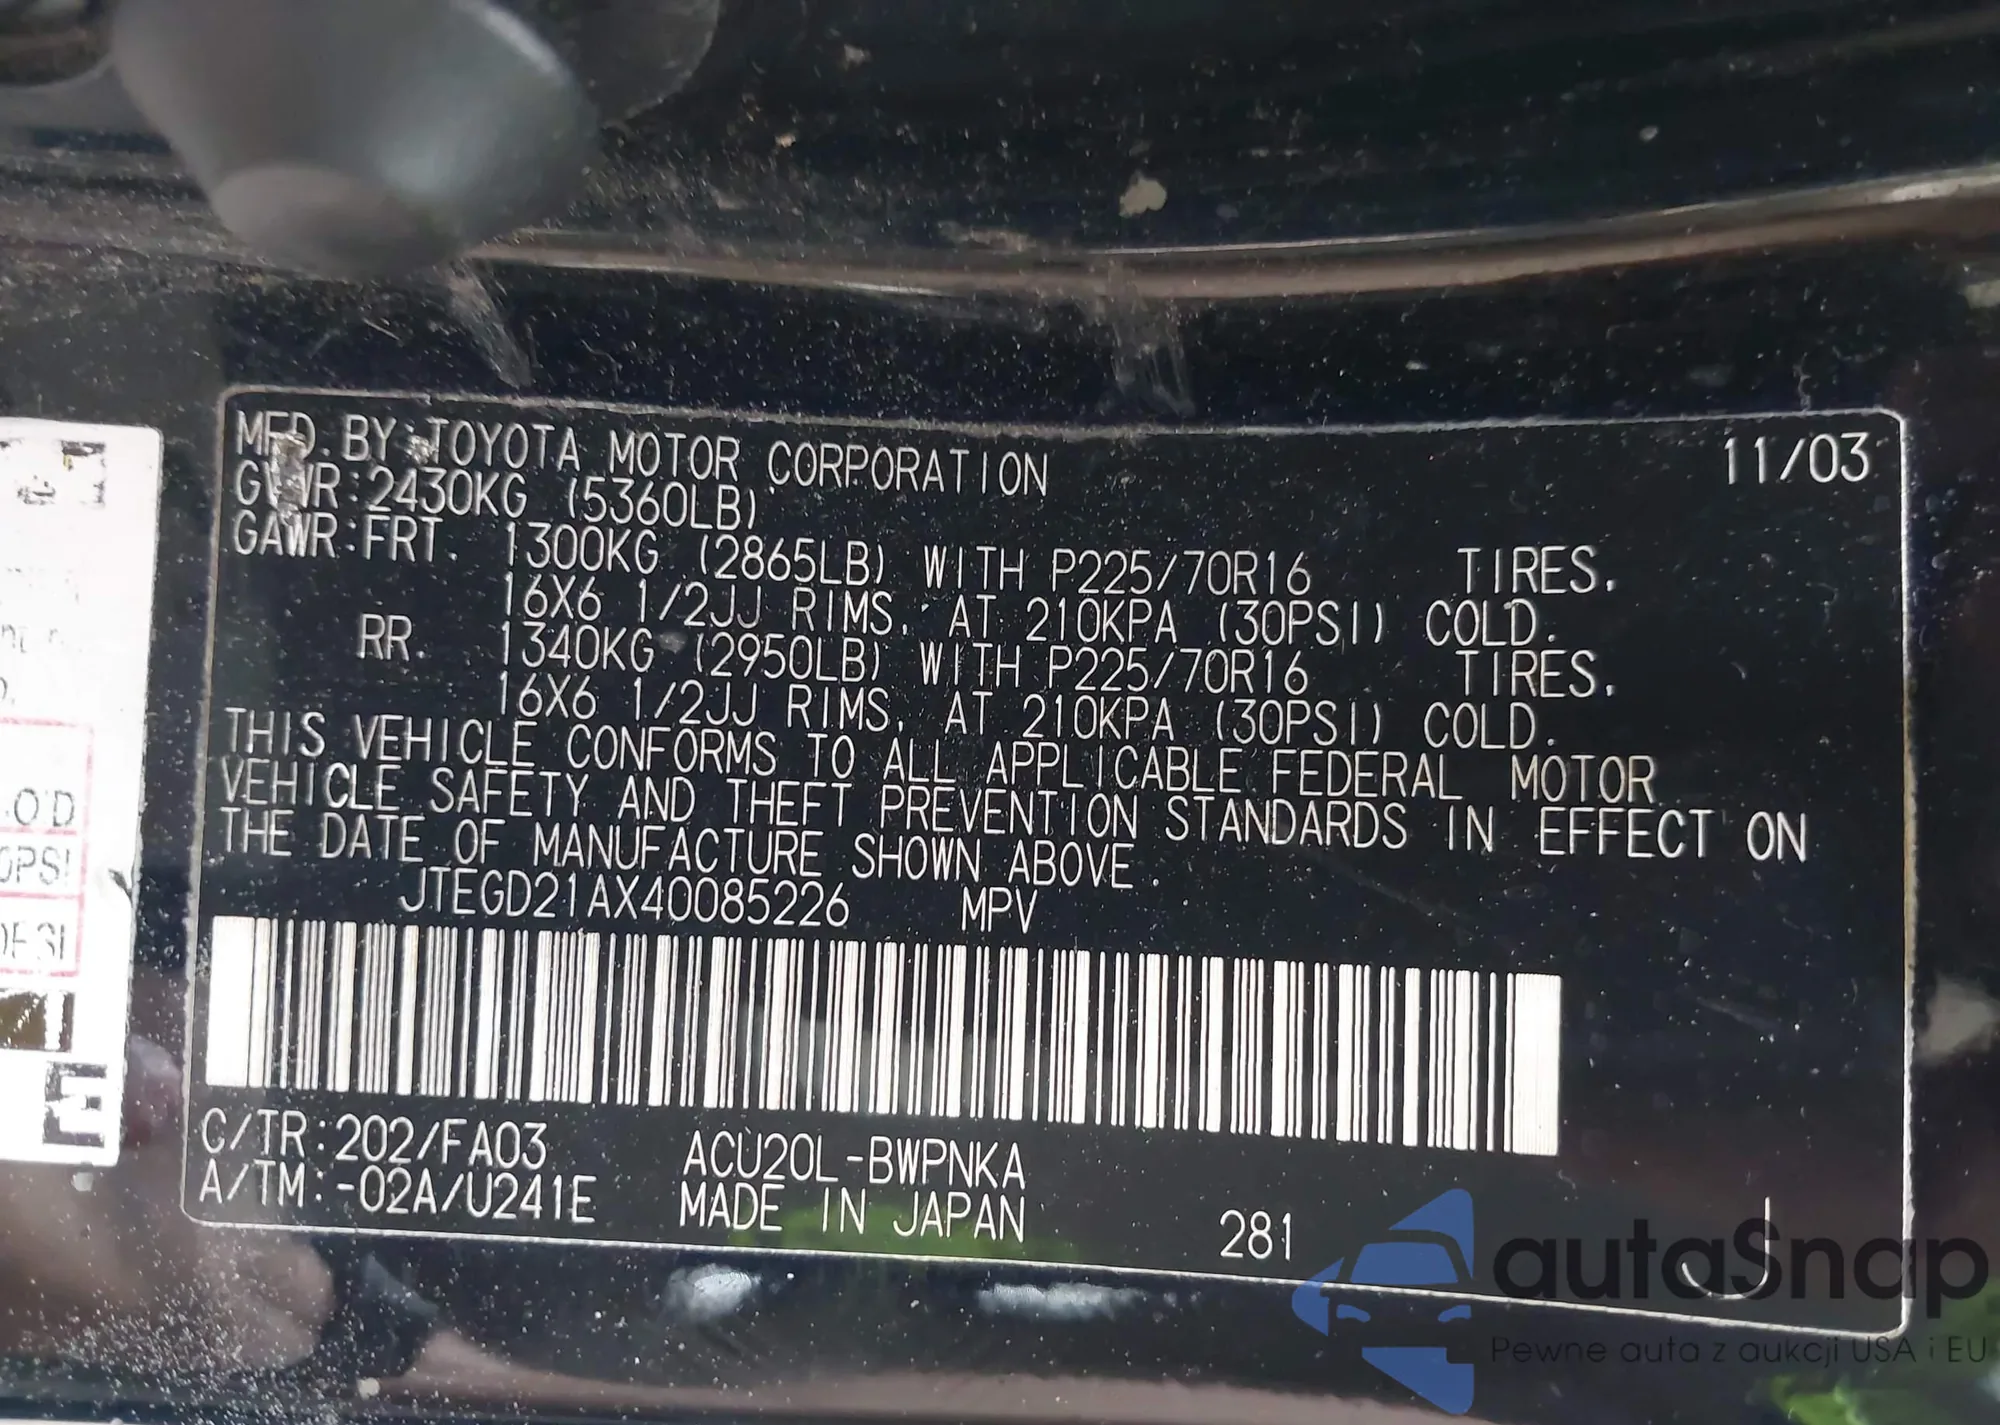 MFD. BY TOYOTA MOTOR CORPORATION 11/03
GVWR:2430KG (5360LB)
GAWR:FRT. 1300KG (2865LB) WITH P225/70R16 TIRES.
16X6 1/2JJ RIMS, AT 210KPA (30PSI) COLD.
RR. 1340KG (2950LB) WITH P225/70R16 TIRES.
16X6 1/2JJ RIMS, AT 210KPA (30PSI) COLD.
THIS VEHICLE CONFORMS TO ALL APPLICABLE FEDERAL MOTOR
VEHICLE SAFETY AND THEFT PREVENTION STANDARDS IN EFFECT ON
THE DATE OF MANUFACTURE SHOWN ABOVE.
JTEGD21AX40085226 MPV
C/TR:202/FA03 ACU20L-BWPNKA
A/TM:-02A/U241E MADE IN JAPAN 281 J
autaSnap
Pewne auta z aukcji USA i EU